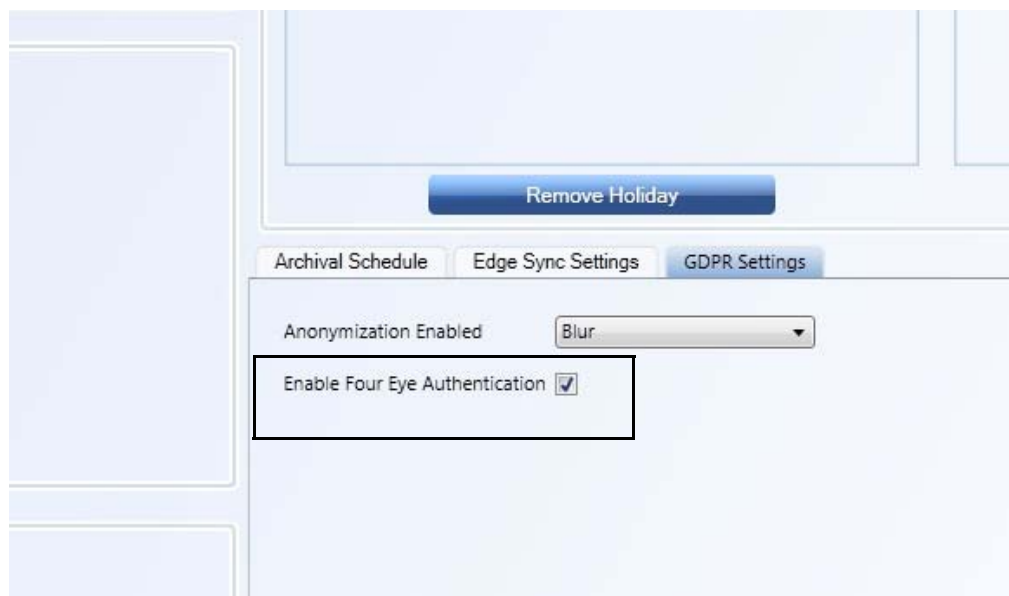 Remove Holiday
Archival Schedule Edge Sync Settings GDPR Settings
Anonymization Enabled Blur
Enable Four Eye Authentication